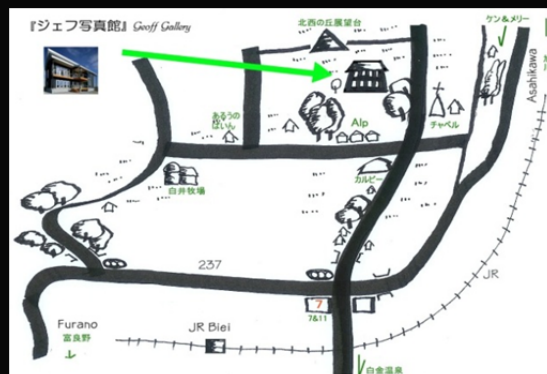 『ジェフ写真館』 Geoff Gallery
北西の丘展望台
ケン＆メリー
Asahikawa
あるうの
ぱいん
Alp
チャペル
白井牧場
カルビー
237
JR
7
7&11
Furano
富良野
JR Biei
白金温泉